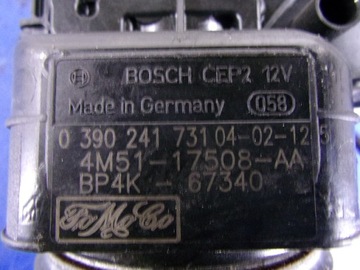 BOSCH CEP2 12V
Made in Germany 058
0 390 241 731 04-02-12 5
4M51-17508-AA
BP4K - 67340
FoMoCo